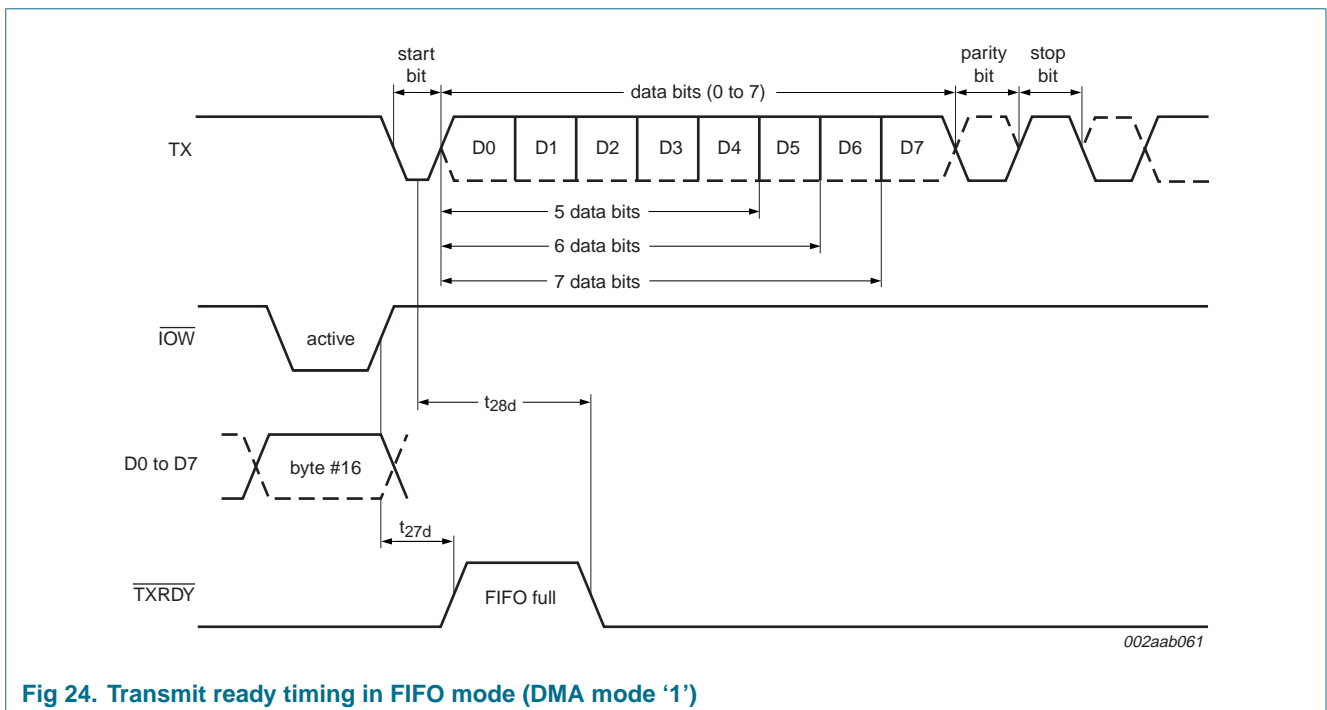 start
bit
data bits (0 to 7)
parity
bit
stop
bit
TX
D0 D1 D2 D3 D4 D5 D6 D7
5 data bits
6 data bits
7 data bits
IOW
active
t28d
D0 to D7
byte #16
t27d
TXRDY
FIFO full
002aab061
Fig 24. Transmit ready timing in FIFO mode (DMA mode ‘1’)